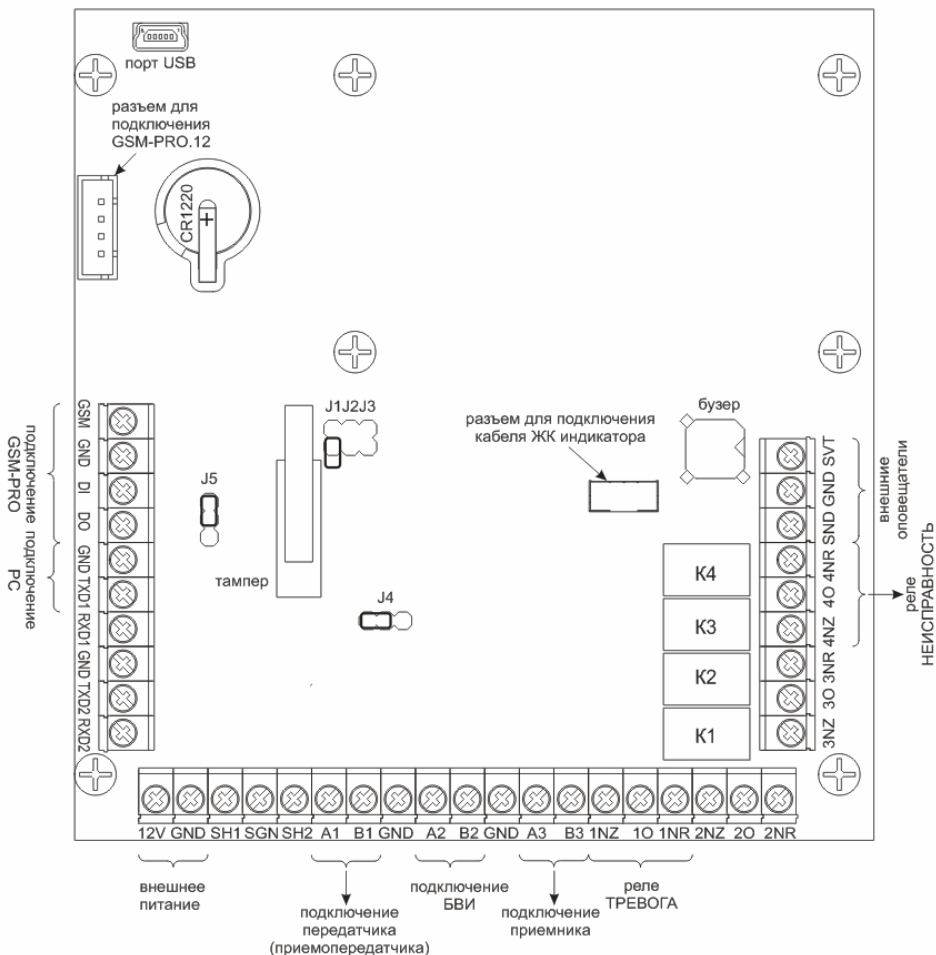 порт USB
разъем для
подключения
GSM-PRO.12
CR1220
+
J1J2J3
разъем для подключения
кабеля ЖК индикатора
бузер
J5
тампер
J4
GSM
GND
DI
DO
GND
TXD1
RXD1
GND
TXD2
RXD2
подключение
GSM-PRO
подключение
PC
K4
K3
K2
K1
SVT
GND
SND
4NR
4O
4NZ
3NR
3O
3NZ
внешние
оповещатели
реле
НЕИСПРАВНОСТЬ
12V GND SH1 SGN SH2 A1 B1 GND A2 B2 GND A3 B3 1NZ 1O 1NR 2NZ 2O 2NR
внешнее
питание
подключение
передатчика
(приемопередатчика)
подключение
БВИ
подключение
приемника
реле
ТРЕВОГА